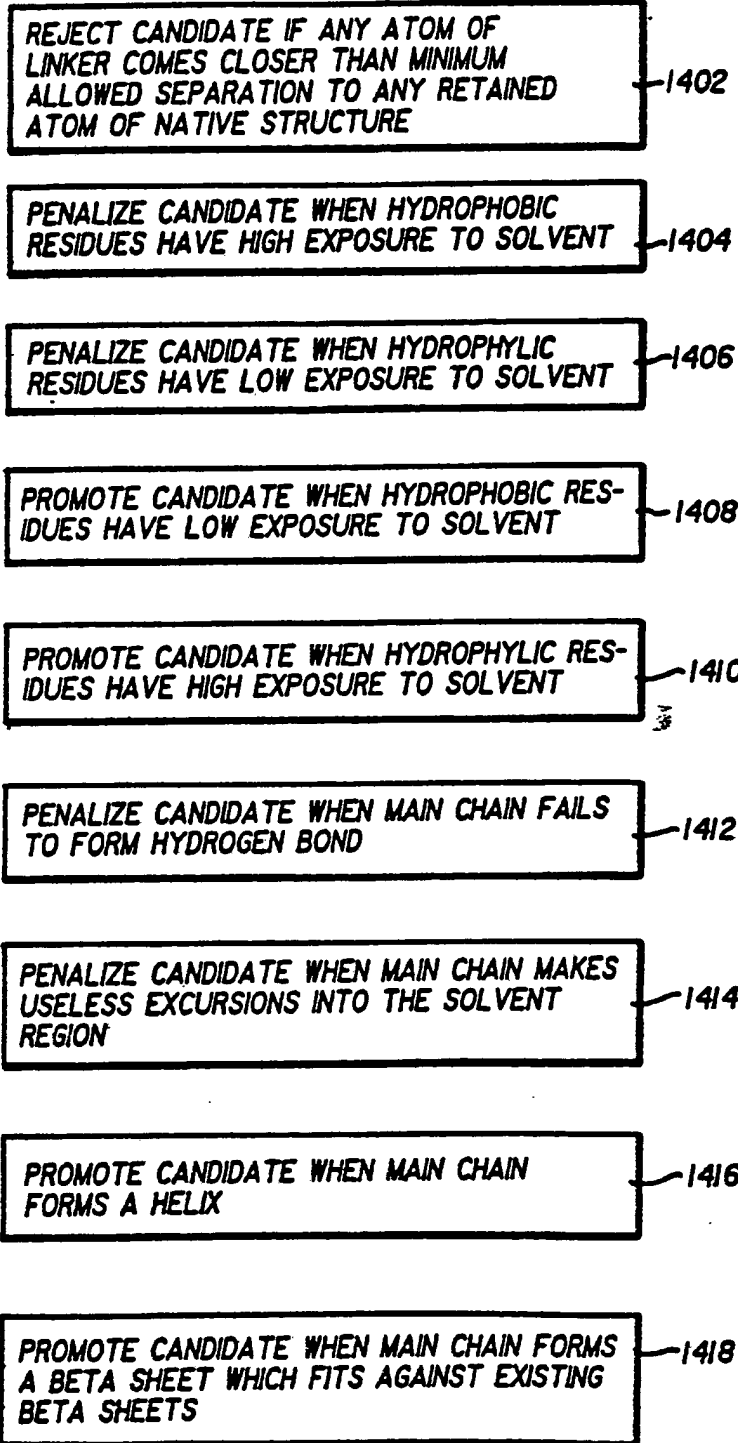 REJECT CANDIDATE IF ANY ATOM OF
LINKER COMES CLOSER THAN MINIMUM
ALLOWED SEPARATION TO ANY RETAINED
ATOM OF NATIVE STRUCTURE
1402
PENALIZE CANDIDATE WHEN HYDROPHOBIC
RESIDUES HAVE HIGH EXPOSURE TO SOLVENT
1404
PENALIZE CANDIDATE WHEN HYDROPHYLIC
RESIDUES HAVE LOW EXPOSURE TO SOLVENT
1406
PROMOTE CANDIDATE WHEN HYDROPHOBIC RES-
IDUES HAVE LOW EXPOSURE TO SOLVENT
1408
PROMOTE CANDIDATE WHEN HYDROPHYLIC RES-
IDUES HAVE HIGH EXPOSURE TO SOLVENT
1410
PENALIZE CANDIDATE WHEN MAIN CHAIN FAILS
TO FORM HYDROGEN BOND
1412
PENALIZE CANDIDATE WHEN MAIN CHAIN MAKES
USELESS EXCURSIONS INTO THE SOLVENT
REGION
1414
PROMOTE CANDIDATE WHEN MAIN CHAIN
FORMS A HELIX
1416
PROMOTE CANDIDATE WHEN MAIN CHAIN FORMS
A BETA SHEET WHICH FITS AGAINST EXISTING
BETA SHEETS
1418